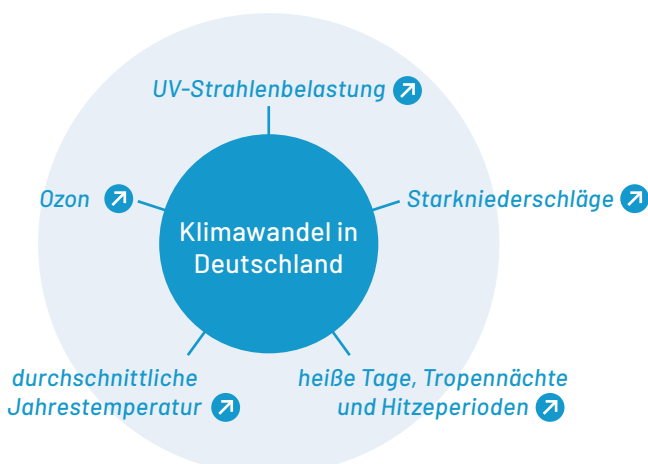 UV-Strahlenbelastung
Ozon
Starkniederschläge
Klimawandel in
Deutschland
durchschnittliche
Jahrestemperatur
heiße Tage, Tropennächte
und Hitzeperioden